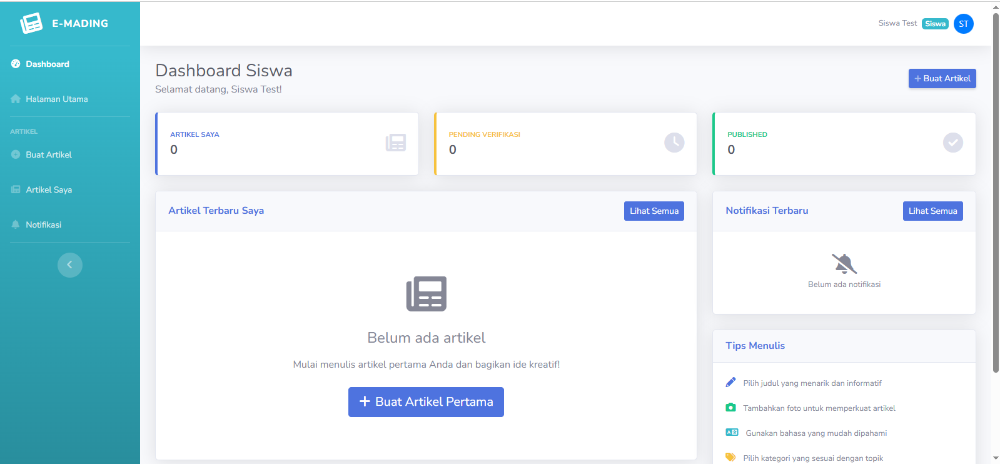 E-MADING
Siswa Test Siswa ST
Dashboard
Halaman Utama
ARTIKEL
Buat Artikel
Artikel Saya
Notifikasi
Dashboard Siswa
Selamat datang, Siswa Test!
+ Buat Artikel
ARTIKEL SAYA
0
PENDING VERIFIKASI
0
PUBLISHED
0
Artikel Terbaru Saya
Lihat Semua
Belum ada artikel
Mulai menulis artikel pertama Anda dan bagikan ide kreatif!
+ Buat Artikel Pertama
Notifikasi Terbaru
Lihat Semua
Belum ada notifikasi
Tips Menulis
Pilih judul yang menarik dan informatif
Tambahkan foto untuk memperkuat artikel
Gunakan bahasa yang mudah dipahami
Pilih kategori yang sesuai dengan topik